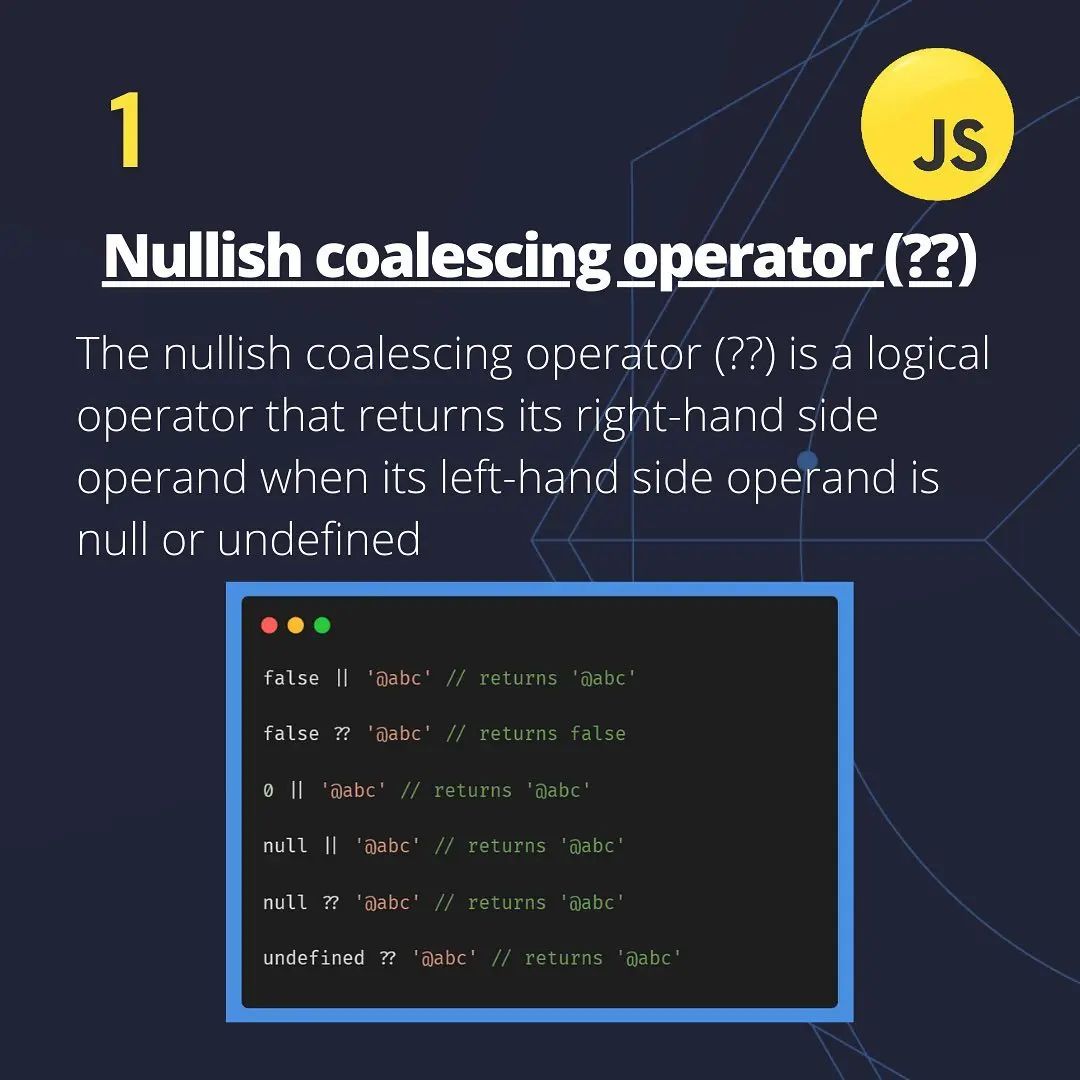 1
JS
Nullish coalescing operator (??)
The nullish coalescing operator (??) is a logical
operator that returns its right-hand side
operand when its left-hand side operand is
null or undefined
false || '@abc' // returns '@abc'
false ?? '@abc' // returns false
0 || '@abc' // returns '@abc'
null || '@abc' // returns '@abc'
null ?? '@abc' // returns '@abc'
undefined ?? '@abc' // returns '@abc'